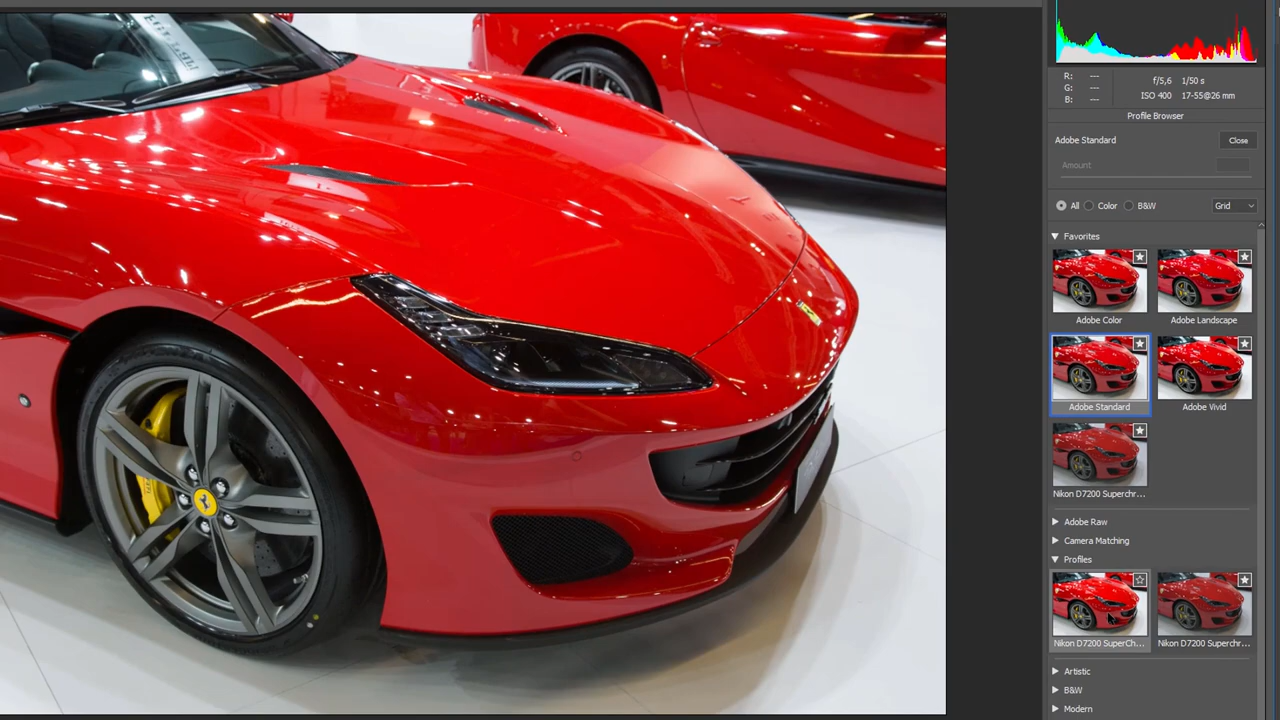 R: ---
G: ---
B: ---
f/5,6 1/50 s
ISO 400 17-55@26 mm
Profile Browser
Adobe Standard
Close
Amount
All Color B&W
Grid
Favorites
Adobe Color
Adobe Landscape
Adobe Standard
Adobe Vivid
Nikon D7200 Superchr...
Adobe Raw
Camera Matching
Profiles
Nikon D7200 SuperCh...
Nikon D7200 Superchr...
Artistic
B&W
Modern